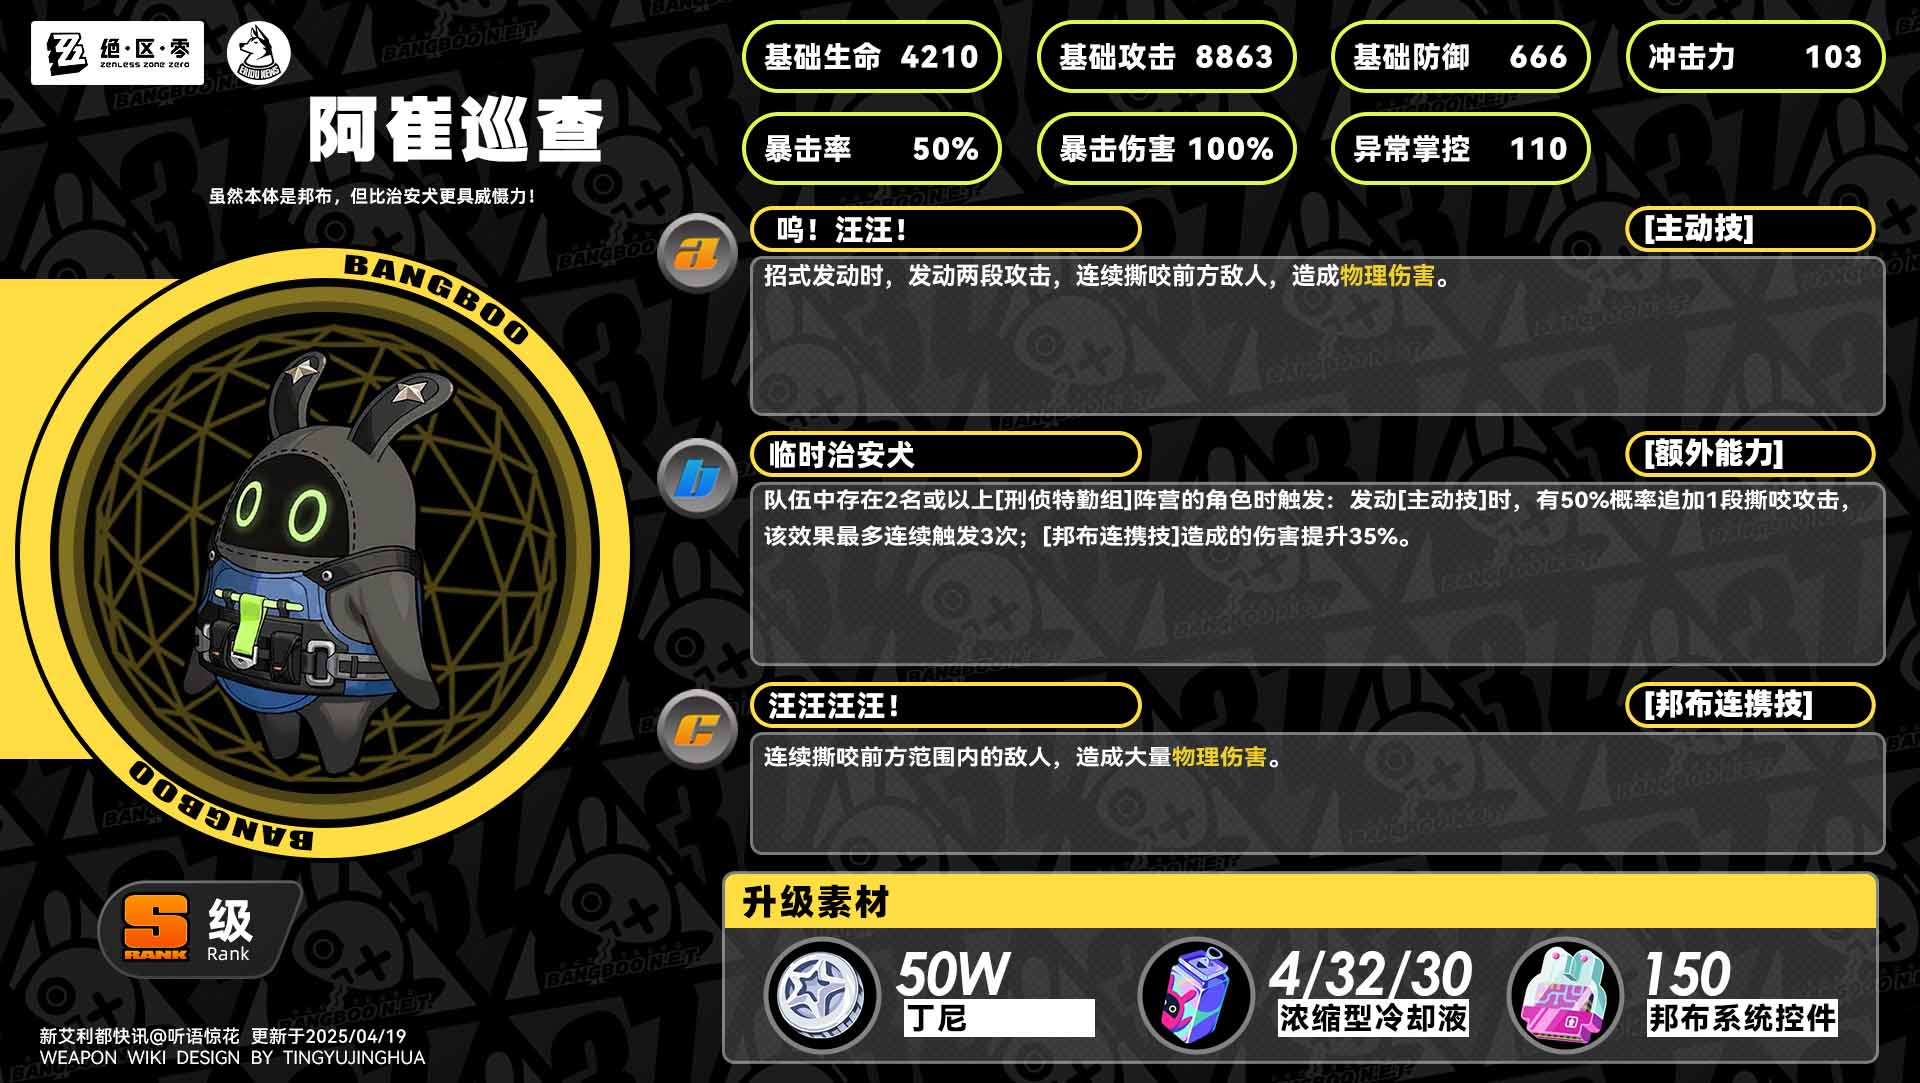 绝·区·零
ZENLESS ZONE ZERO
ERIDU NEWS
阿崔巡查
虽然本体是邦布，但比治安犬更具威慑力！
BANGBOO
BANGBOO
S
RANK
级
Rank
新艾利都快讯@听语惊花 更新于2025/04/19
WEAPON WIKI DESIGN BY TINGYUJINGHUA
基础生命 4210
基础攻击 8863
基础防御 666
冲击力 103
暴击率 50%
暴击伤害 100%
异常掌控 110
a
呜！汪汪！
[主动技]
招式发动时，发动两段攻击，连续撕咬前方敌人，造成物理伤害。
b
临时治安犬
[额外能力]
队伍中存在2名或以上[刑侦特勤组]阵营的角色时触发：发动[主动技]时，有50%概率追加1段撕咬攻击，
该效果最多连续触发3次；[邦布连携技]造成的伤害提升35%。
c
汪汪汪汪！
[邦布连携技]
连续撕咬前方范围内的敌人，造成大量物理伤害。
升级素材
50W
丁尼
4/32/30
浓缩型冷却液
150
邦布系统控件